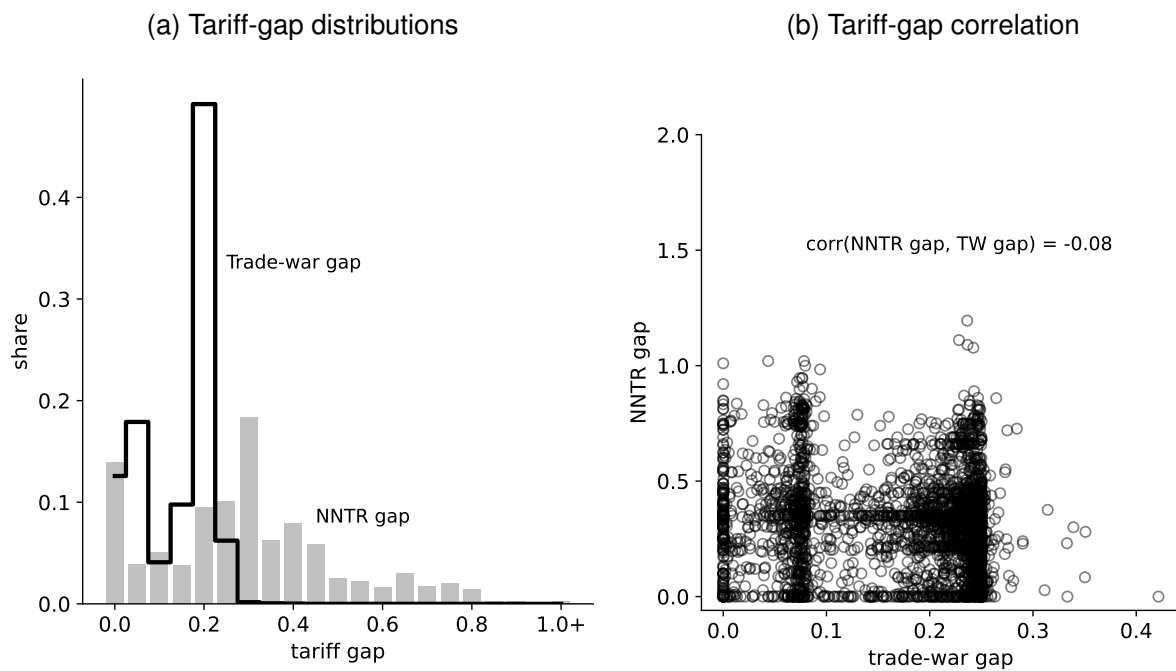 (a) Tariff-gap distributions
share
0.4
0.3
0.2
0.1
0.0
Trade-war gap
NNTR gap
0.0 0.2 0.4 0.6 0.8 1.0+
tariff gap
(b) Tariff-gap correlation
NNTR gap
2.0
1.5
1.0
0.5
0.0
corr(NNTR gap, TW gap) = -0.08
0.0 0.1 0.2 0.3 0.4
trade-war gap